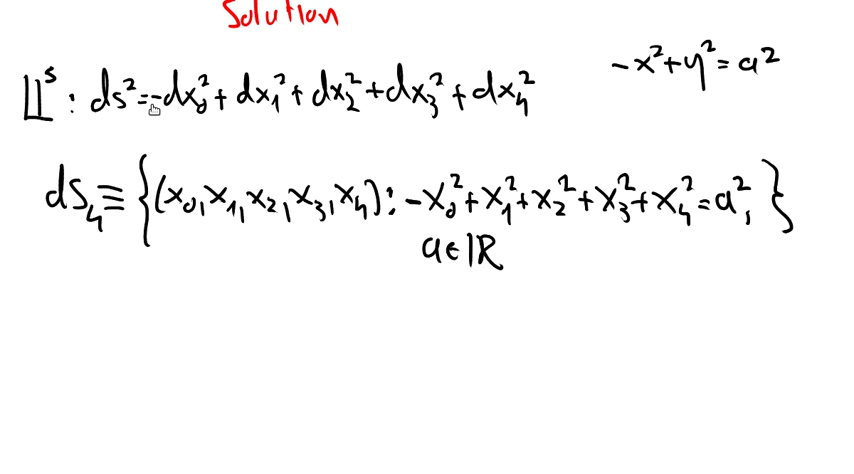 Solution
𝕃⁵ : ds² = -dx₀² + dx₁² + dx₂² + dx₃² + dx₄²
-x² + y² = a²
dS₄ ≡ {(x₀, x₁, x₂, x₃, x₄) : -x₀² + x₁² + x₂² + x₃² + x₄² = a², }
a ∈ ℝ